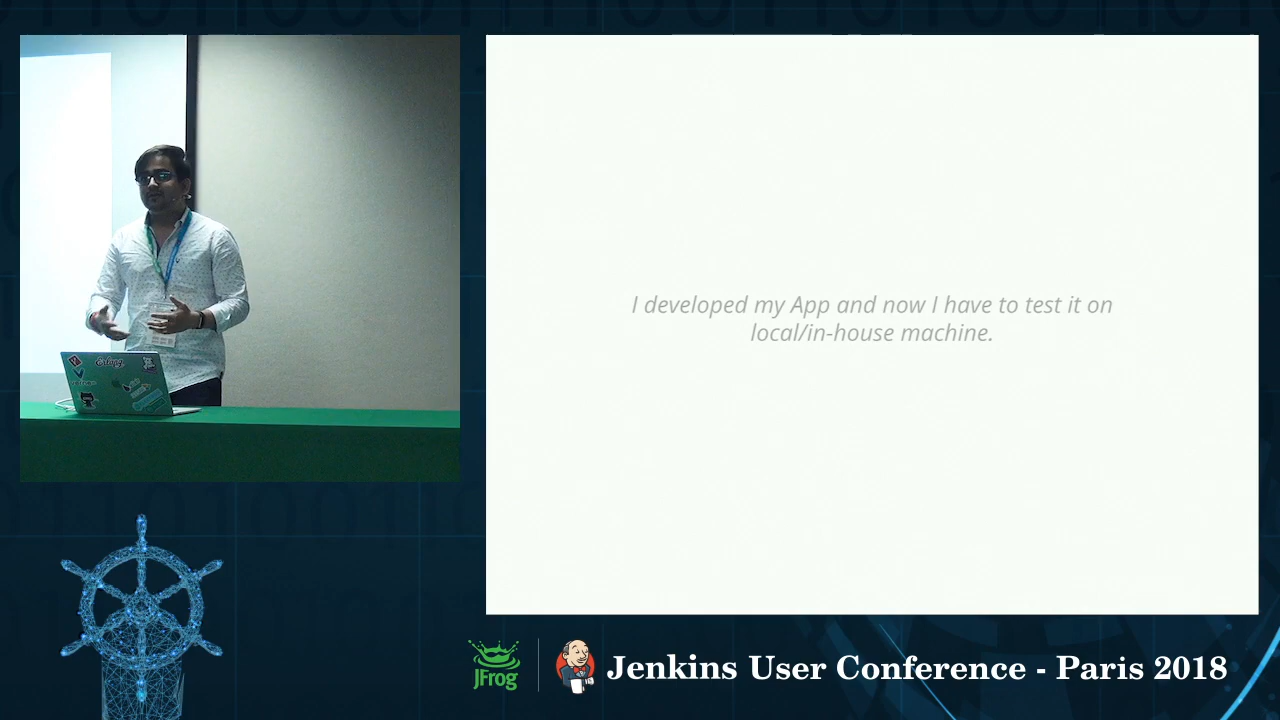 I developed my App and now I have to test it on
local/in-house machine.
Erlang
JFrog
Jenkins User Conference - Paris 2018